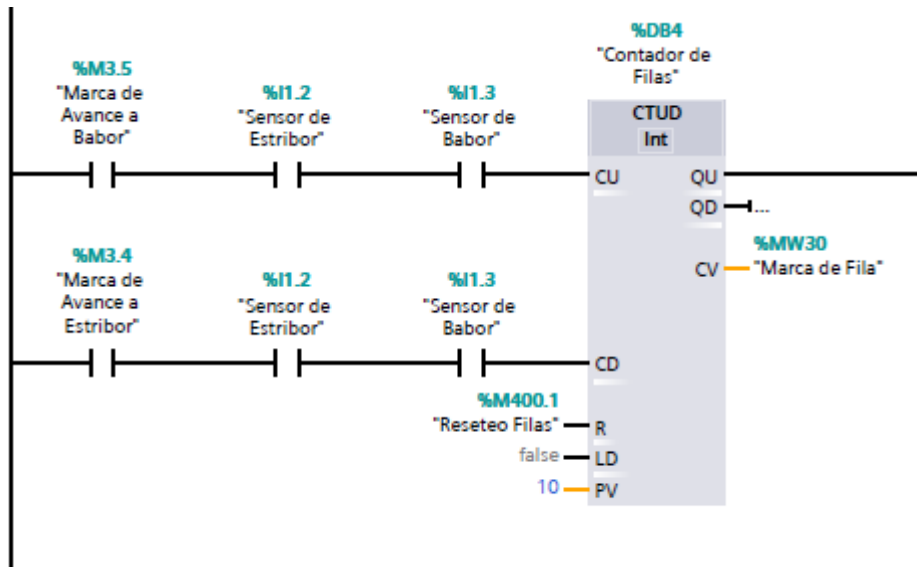 %DB4
"Contador de
Filas"
%M3.5
"Marca de
Avance a
Babor"
%I1.2
"Sensor de
Estribor"
%I1.3
"Sensor de
Babor"
CTUD
Int
CU
QU
QD
...
%MW30
CV
"Marca de Fila"
%M3.4
"Marca de
Avance a
Estribor"
%I1.2
"Sensor de
Estribor"
%I1.3
"Sensor de
Babor"
CD
%M400.1
"Reseteo Filas"
R
false
LD
10
PV